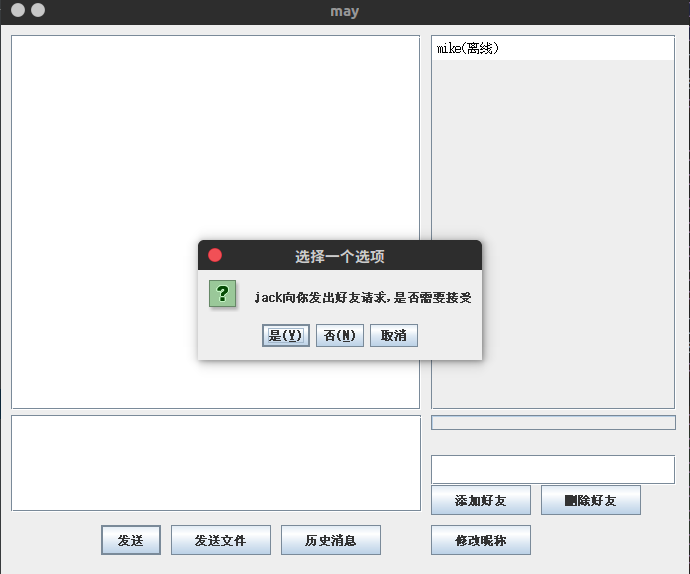 may
mike(离线)
选择一个选项
?
jack向你发出好友请求,是否需要接受
是(Y) 否(N) 取消
添加好友 删除好友
发送 发送文件 历史消息 修改昵称